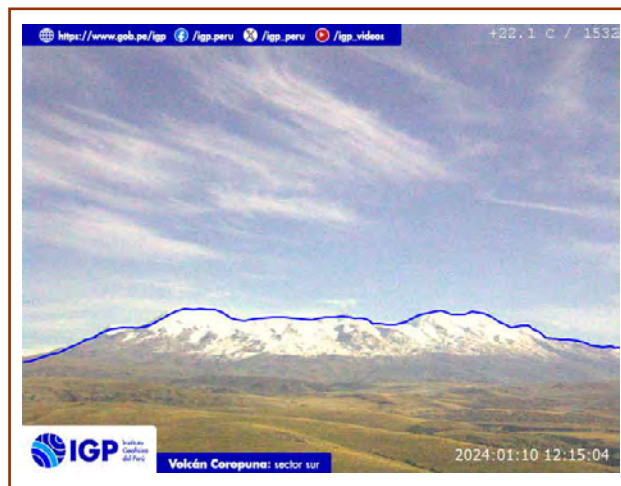 https://www.gob.pe/igp /igp.peru /igp_peru /igp_videos
+22.1 C / 1532
IGP Instituto
Geofísico
del Perú
Volcán Coropuna: sector sur
2024:01:10 12:15:04